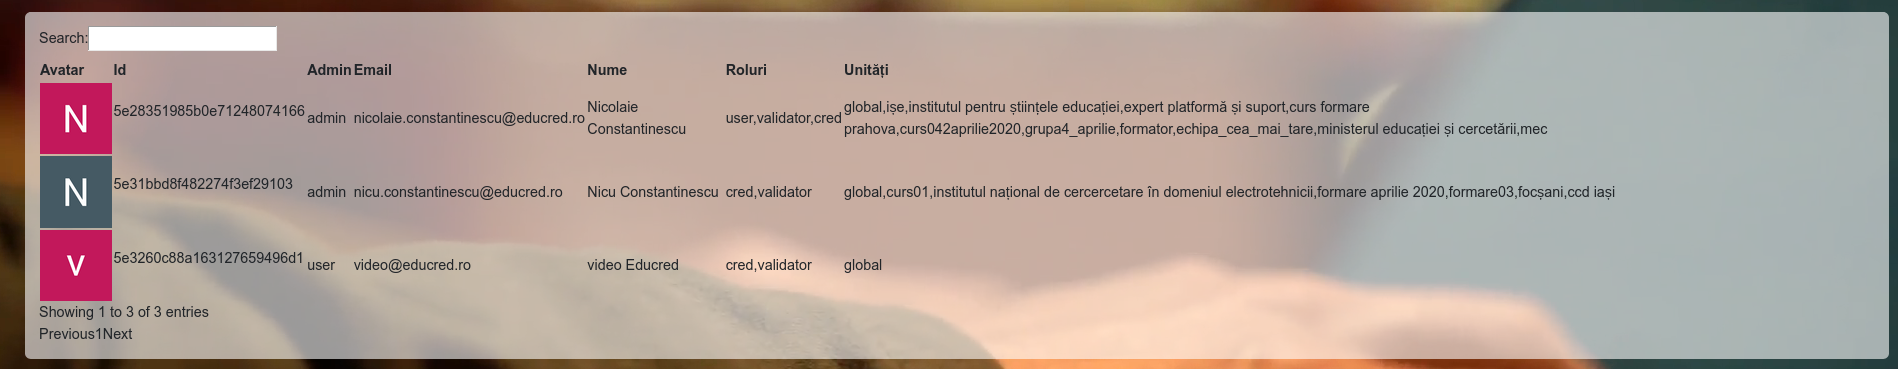 Search:
Avatar Id Admin Email Nume Roluri Unități
N 5e28351985b0e71248074166 admin nicolaie.constantinescu@educred.ro Nicolaie Constantinescu user,validator,cred global,ișe,institutul pentru științele educației,expert platformă și suport,curs formare
prahova,curs042aprilie2020,grupa4_aprilie,formator,echipa_cea_mai_tare,ministerul educației și cercetării,mec
N 5e31bbd8f482274f3ef29103 admin nicu.constantinescu@educred.ro Nicu Constantinescu cred,validator global,curs01,institutul național de cercercetare în domeniul electrotehnicii,formare aprilie 2020,formare03,focșani,ccd iași
v 5e3260c88a163127659496d1 user video@educred.ro video Educred cred,validator global
Showing 1 to 3 of 3 entries
Previous1Next